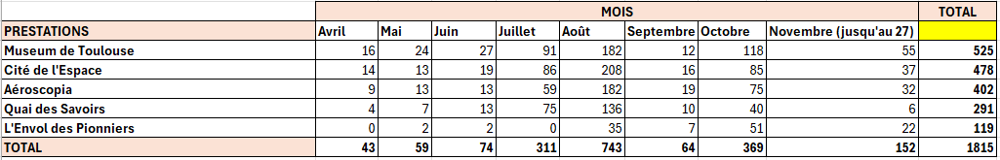 MOIS TOTAL
PRESTATIONS Avril Mai Juin Juillet Août Septembre Octobre Novembre (jusqu'au 27)
Museum de Toulouse 16 24 27 91 182 12 118 55 525
Cité de l'Espace 14 13 19 86 208 16 85 37 478
Aéroscopia 9 13 13 59 182 19 75 32 402
Quai des Savoirs 4 7 13 75 136 10 40 6 291
L'Envol des Pionniers 0 2 2 0 35 7 51 22 119
TOTAL 43 59 74 311 743 64 369 152 1815